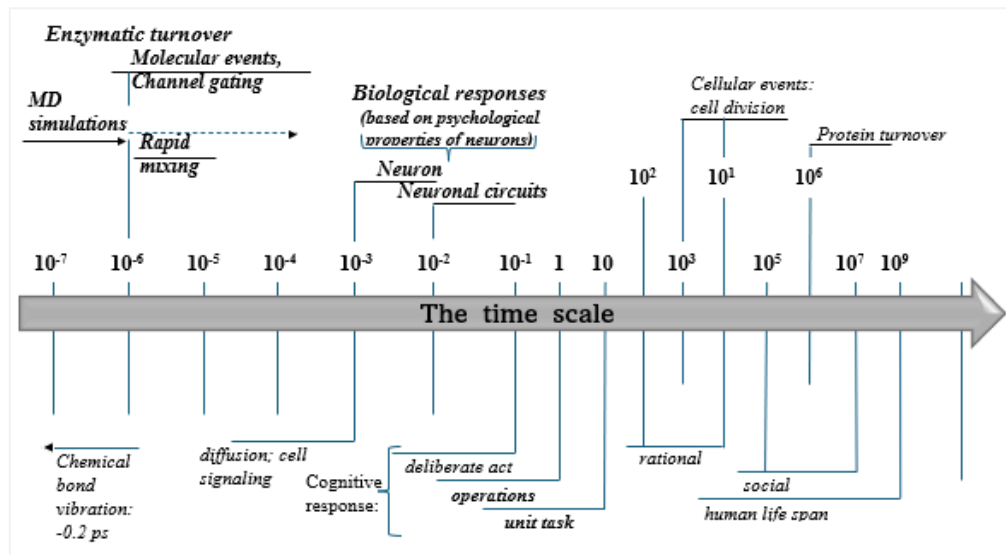 Enzymatic turnover
Molecular events,
Channel gating
MD
simulations
Rapid
mixing
Biological responses
(based on psychological
properties of neurons)
Neuron
Neuronal circuits
Cellular events:
cell division
Protein turnover
10² 10¹ 10⁶
10⁻⁷ 10⁻⁶ 10⁻⁵ 10⁻⁴ 10⁻³ 10⁻² 10⁻¹ 1 10 10³ 10⁵ 10⁷ 10⁹
The time scale
Chemical
bond
vibration:
-0.2 ps
diffusion; cell
signaling
Cognitive
response:
deliberate act
operations
unit task
rational
social
human life span